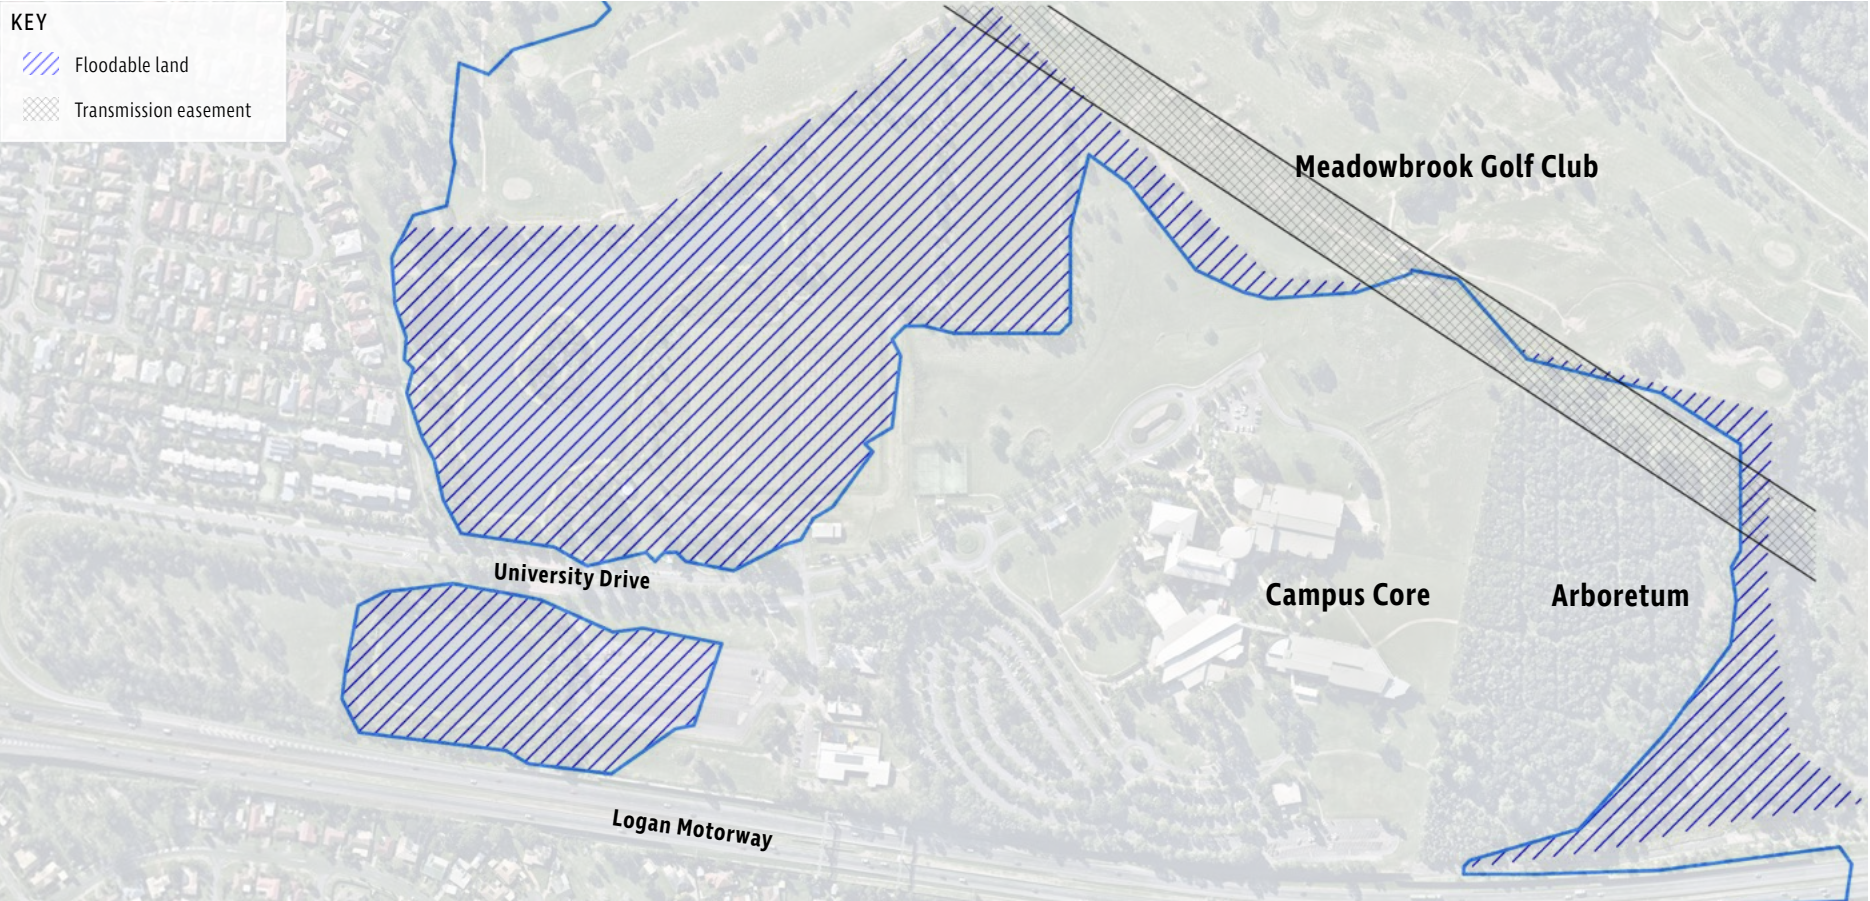 KEY
Floodable land
Transmission easement
Meadowbrook Golf Club
University Drive
Campus Core
Arboretum
Logan Motorway